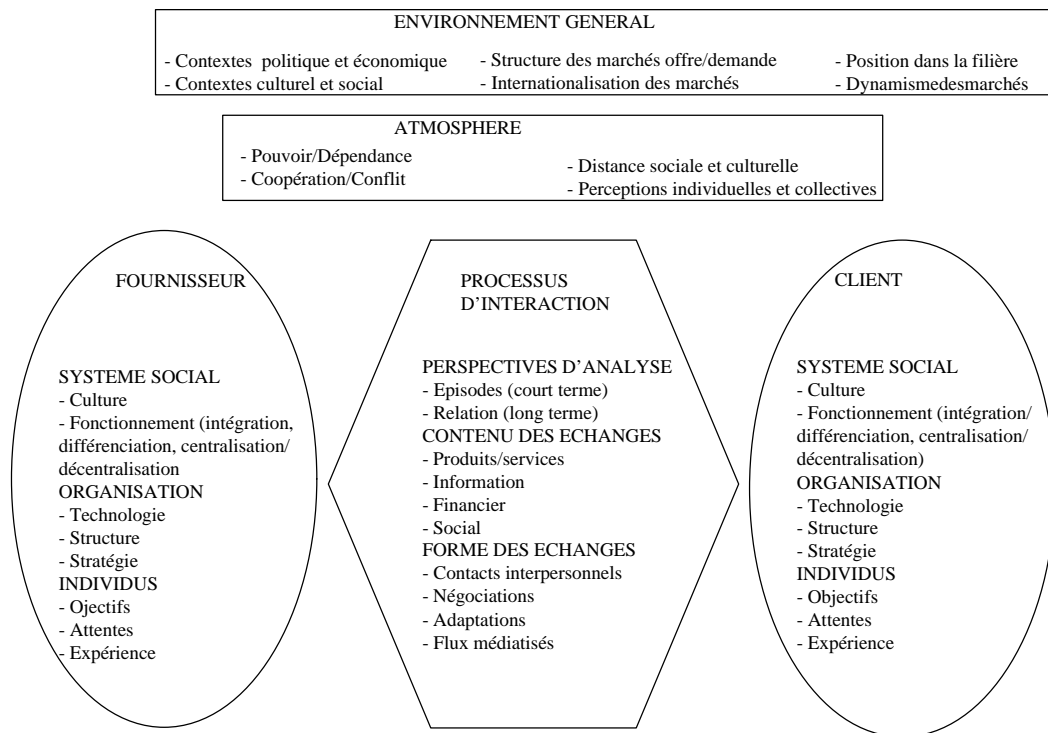 ENVIRONNEMENT GENERAL
- Contextes politique et économique
- Contextes culturel et social
- Structure des marchés offre/demande
- Internationalisation des marchés
- Position dans la filière
- Dynamismedesmarchés
ATMOSPHERE
- Pouvoir/Dépendance
- Coopération/Conflit
- Distance sociale et culturelle
- Perceptions individuelles et collectives
FOURNISSEUR
SYSTEME SOCIAL
- Culture
- Fonctionnement (intégration,
différenciation, centralisation/
décentralisation
ORGANISATION
- Technologie
- Structure
- Stratégie
INDIVIDUS
- Ojectifs
- Attentes
- Expérience
PROCESSUS
D’INTERACTION
PERSPECTIVES D’ANALYSE
- Episodes (court terme)
- Relation (long terme)
CONTENU DES ECHANGES
- Produits/services
- Information
- Financier
- Social
FORME DES ECHANGES
- Contacts interpersonnels
- Négociations
- Adaptations
- Flux médiatisés
CLIENT
SYSTEME SOCIAL
- Culture
- Fonctionnement (intégration/
différenciation, centralisation/
décentralisation)
ORGANISATION
- Technologie
- Structure
- Stratégie
INDIVIDUS
- Objectifs
- Attentes
- Expérience